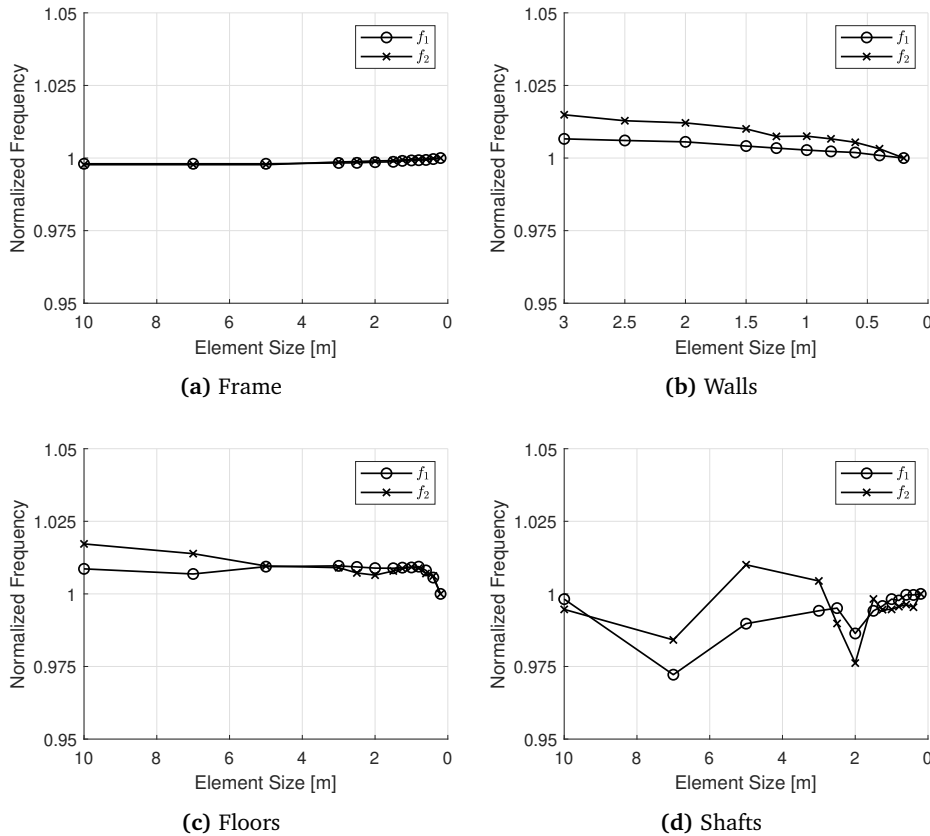 1.05
1.025
1
0.975
0.95
Normalized Frequency
f1
f2
10 8 6 4 2 0
Element Size [m]
(a) Frame
1.05
1.025
1
0.975
0.95
Normalized Frequency
f1
f2
3 2.5 2 1.5 1 0.5 0
Element Size [m]
(b) Walls
1.05
1.025
1
0.975
0.95
Normalized Frequency
f1
f2
10 8 6 4 2 0
Element Size [m]
(c) Floors
1.05
1.025
1
0.975
0.95
Normalized Frequency
f1
f2
10 8 6 4 2 0
Element Size [m]
(d) Shafts